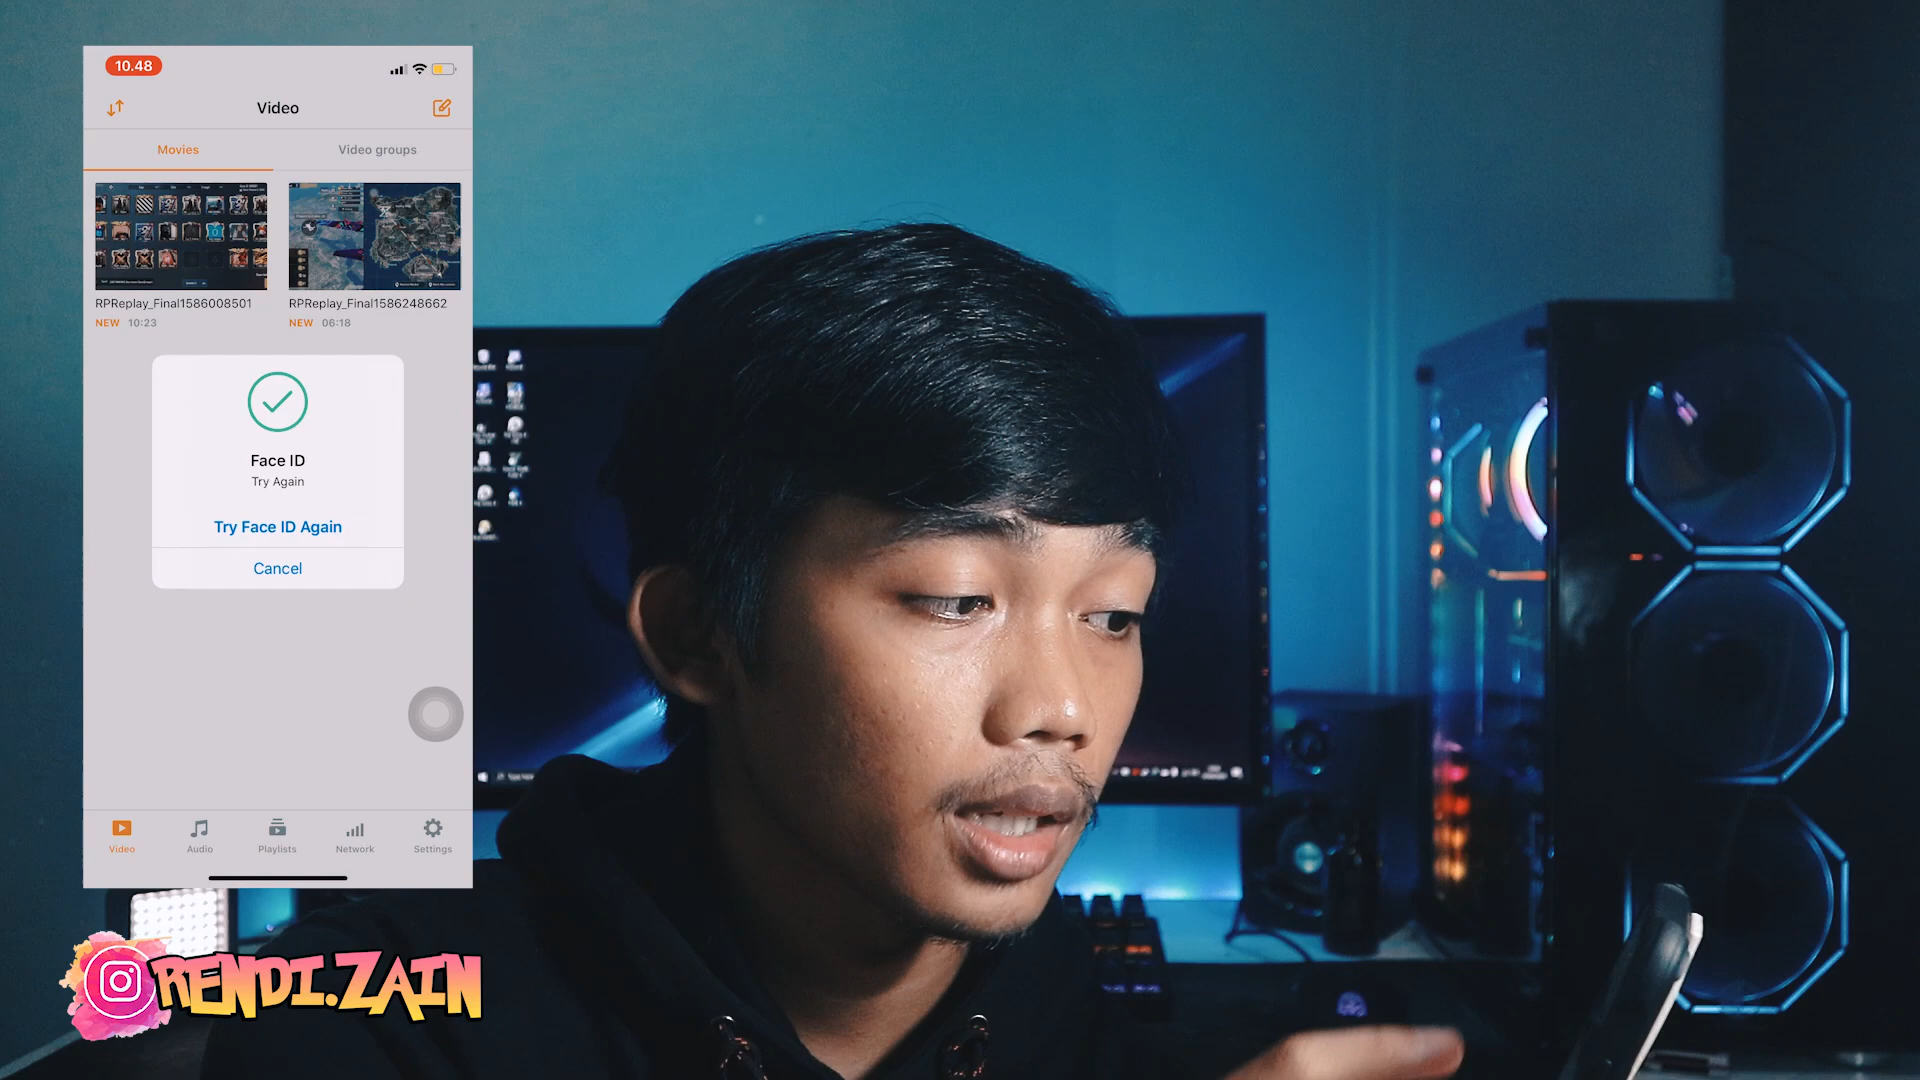 10.48
Video
Movies
Video groups
RPReplay_Final1586008501
NEW 10:23
RPReplay_Final1586248662
NEW 06:18
Face ID
Try Again
Try Face ID Again
Cancel
Video
Audio
Playlists
Network
Settings
RENDI.ZAIN